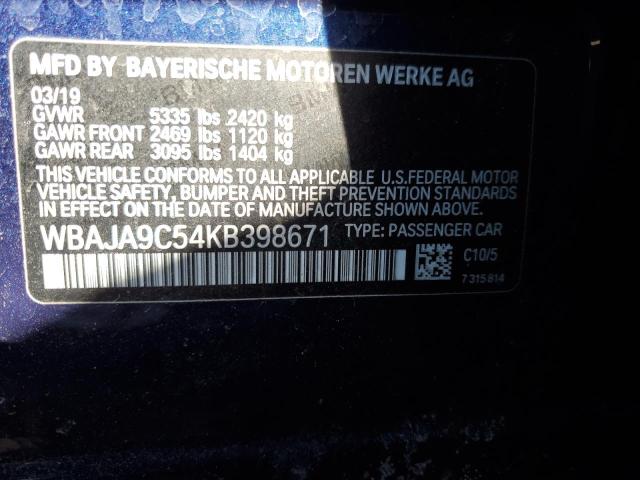 MFD BY BAYERISCHE MOTOREN WERKE AG
03/19
GVWR 5335 lbs 2420 kg
GAWR FRONT 2469 lbs 1120 kg
GAWR REAR 3095 lbs 1404 kg
THIS VEHICLE CONFORMS TO ALL APPLICABLE U.S.FEDERAL MOTOR
VEHICLE SAFETY, BUMPER AND THEFT PREVENTION STANDARDS
IN EFFECT ON THE DATE OF MANUFACTURE SHOWN ABOVE.
WBAJA9C54KB398671 TYPE: PASSENGER CAR
C10/5
7 315 814